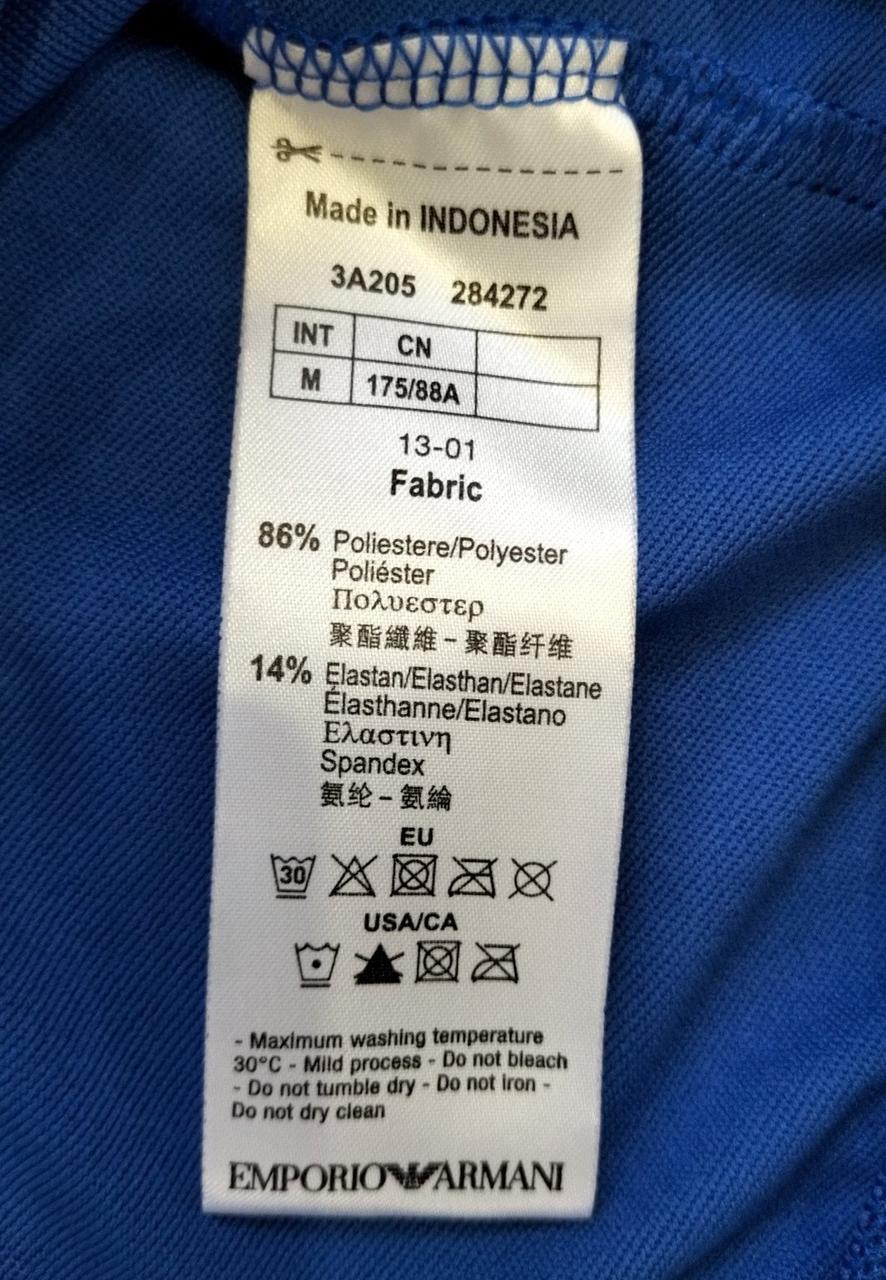 Made in INDONESIA
3A205 284272
INT CN
M 175/88A
13-01
Fabric
86% Poliestere/Polyester
Poliéster
Πολυεστερ
聚酯纖維 – 聚酯纤维
14% Elastan/Elasthan/Elastane
Élasthanne/Elastano
Ελαστινη
Spandex
氨纶 – 氨綸
EU
30
USA/CA
- Maximum washing temperature
30°C - Mild process - Do not bleach
- Do not tumble dry - Do not iron -
Do not dry clean
EMPORIO ARMANI